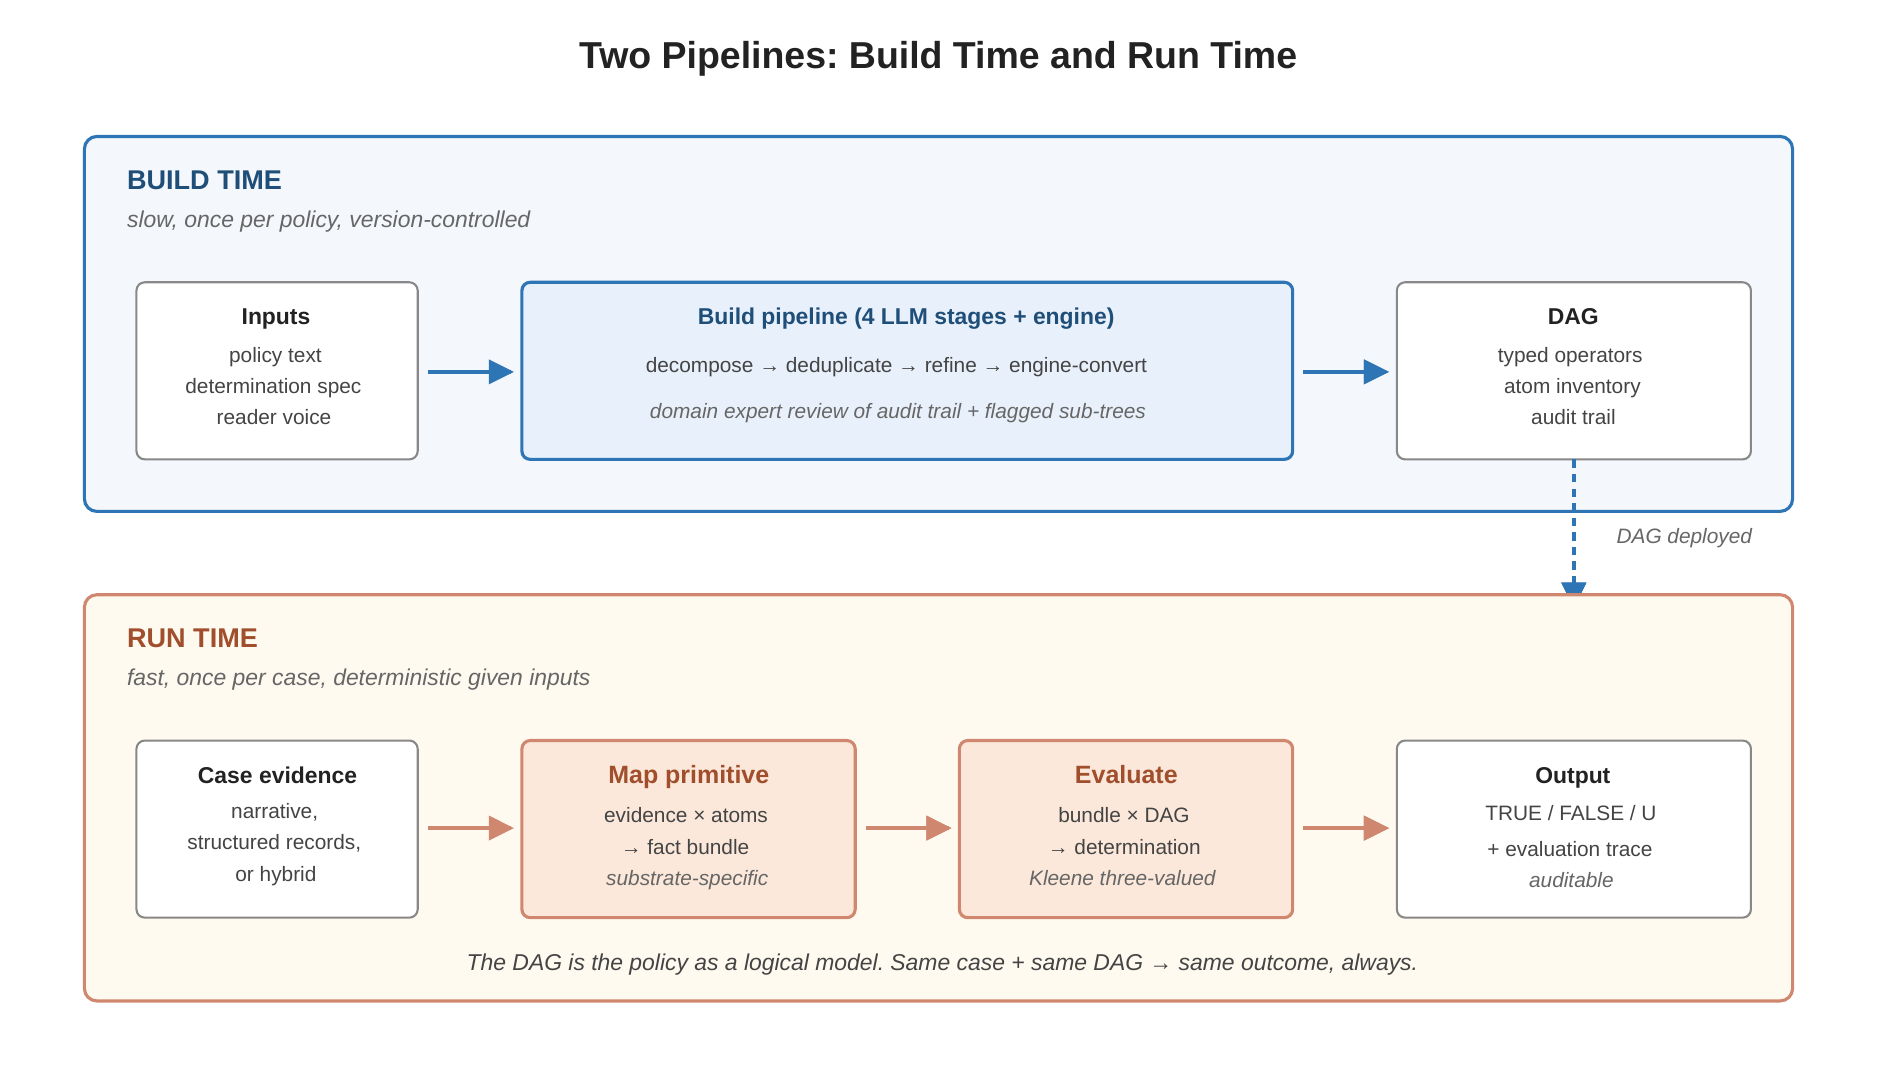 Two Pipelines: Build Time and Run Time
BUILD TIME
slow, once per policy, version-controlled
Inputs
policy text
determination spec
reader voice
Build pipeline (4 LLM stages + engine)
decompose → deduplicate → refine → engine-convert
domain expert review of audit trail + flagged sub-trees
DAG
typed operators
atom inventory
audit trail
DAG deployed
RUN TIME
fast, once per case, deterministic given inputs
Case evidence
narrative,
structured records,
or hybrid
Map primitive
evidence × atoms
→ fact bundle
substrate-specific
Evaluate
bundle × DAG
→ determination
Kleene three-valued
Output
TRUE / FALSE / U
+ evaluation trace
auditable
The DAG is the policy as a logical model. Same case + same DAG → same outcome, always.